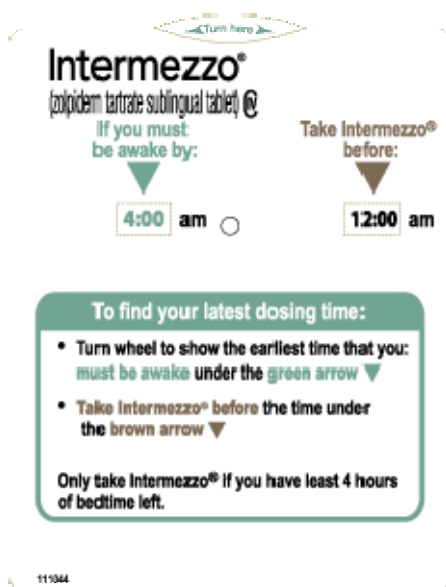 Turn here
Intermezzo®
(zolpidem tartrate sublingual tablet) CIV
If you must
be awake by:
Take Intermezzo®
before:
4:00 am
12:00 am
To find your latest dosing time:
• Turn wheel to show the earliest time that you:
must be awake under the green arrow
• Take Intermezzo® before the time under
the brown arrow
Only take Intermezzo® if you have least 4 hours
of bedtime left.
111044